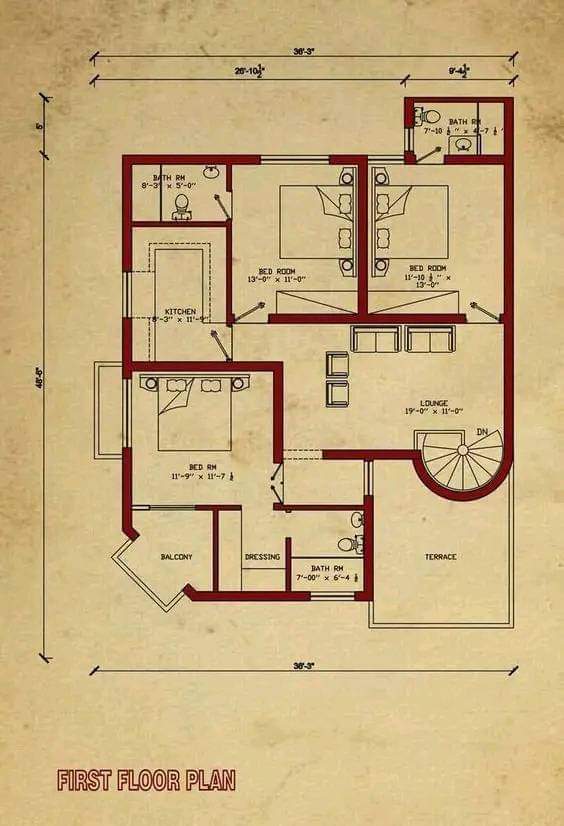 36'-3"
26'-10½"
9'-4½"
5'
BATH RM
7'-10 ½ " x 4'-7 ½"
BATH RM
8'-3" x 5'-0"
BED ROOM
13'-0" x 11'-0"
BED ROOM
11'-10 ½ " x
13'-0"
KITCHEN
8'-3" x 11'-9"
LOUNGE
19'-0" x 11'-0"
DN
BED RM
11'-9" x 11'-7 ½
BALCONY
DRESSING
BATH RM
7'-00" x 6'-4 ½
TERRACE
36'-3"
FIRST FLOOR PLAN